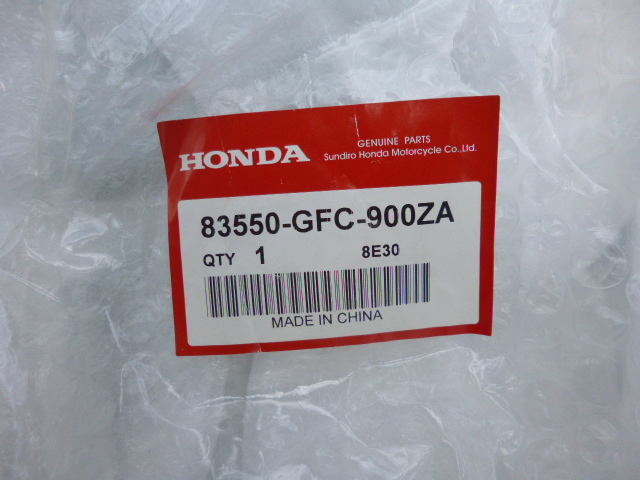 HONDA
GENUINE PARTS
Sundiro Honda Motorcycle Co.,Ltd.
83550-GFC-900ZA
QTY 1 8E30
MADE IN CHINA